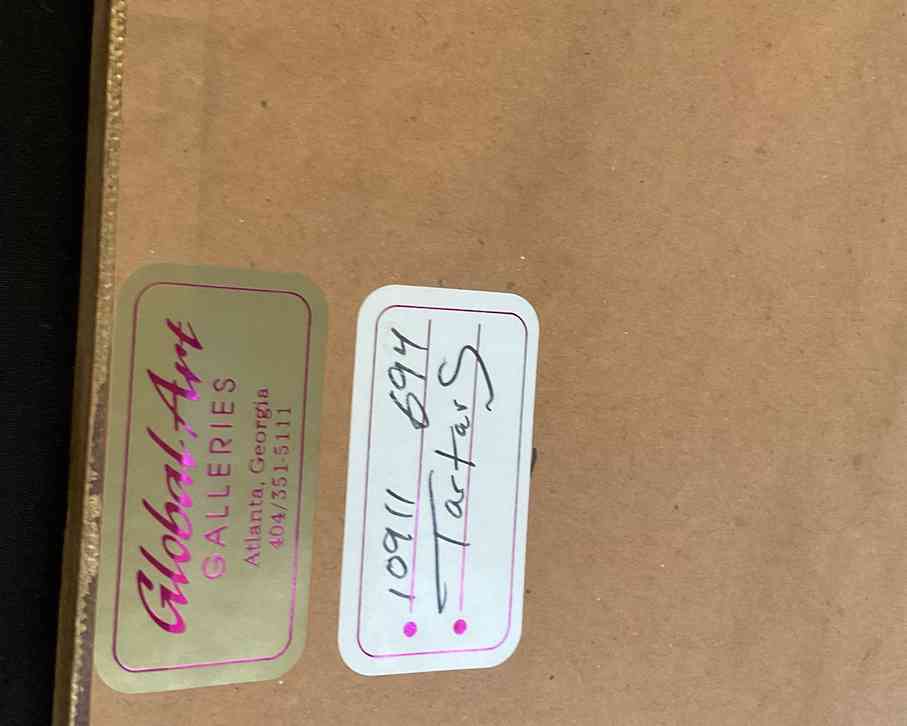 Global Art
GALLERIES
Atlanta, Georgia
404/351-5111
10911 694
Tartars